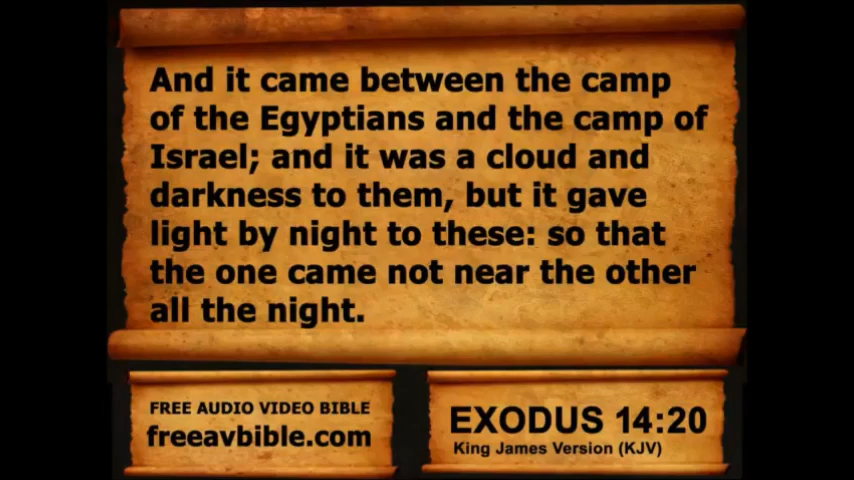 And it came between the camp
of the Egyptians and the camp of
Israel; and it was a cloud and
darkness to them, but it gave
light by night to these: so that
the one came not near the other
all the night.
FREE AUDIO VIDEO BIBLE
freeavbible.com
EXODUS 14:20
King James Version (KJV)